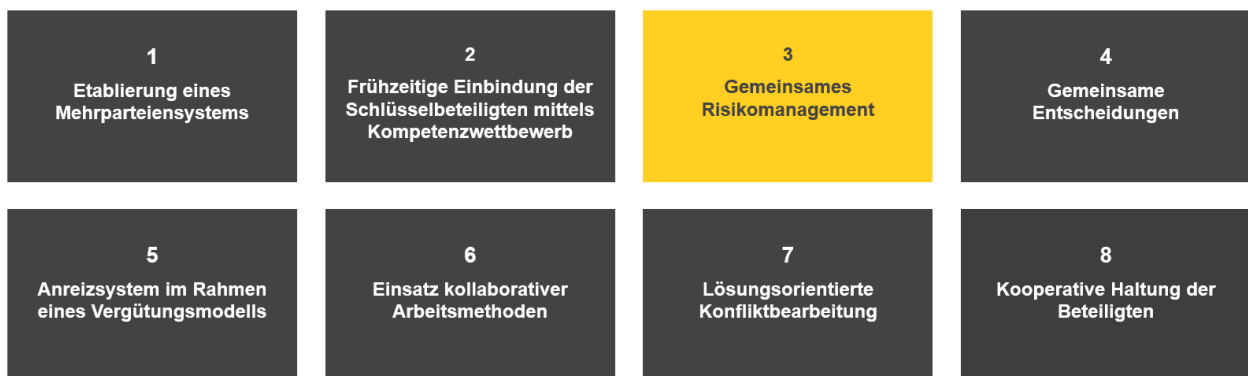 1
Etablierung eines
Mehrparteiensystems
2
Frühzeitige Einbindung der
Schlüsselbeteiligten mittels
Kompetenzwettbewerb
3
Gemeinsames
Risikomanagement
4
Gemeinsame
Entscheidungen
5
Anreizsystem im Rahmen
eines Vergütungsmodells
6
Einsatz kollaborativer
Arbeitsmethoden
7
Lösungsorientierte
Konfliktbearbeitung
8
Kooperative Haltung der
Beteiligten